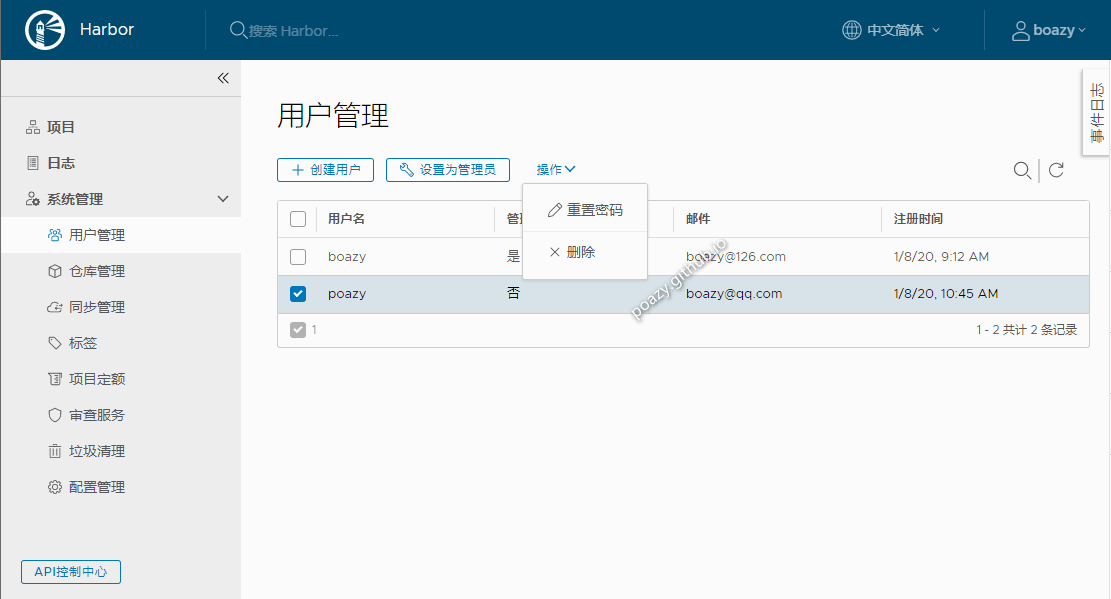 Harbor
搜索 Harbor...
中文简体
boazy
事件日志
项目
日志
系统管理
用户管理
仓库管理
同步管理
标签
项目定额
审查服务
垃圾清理
配置管理
API控制中心
用户管理
创建用户 设置为管理员 操作
重置密码
删除
用户名 邮件 注册时间
boazy 是 boazy@126.com 1/8/20, 9:12 AM
poazy 否 boazy@qq.com 1/8/20, 10:45 AM
1 1 - 2 共计 2 条记录
poazy.github.io